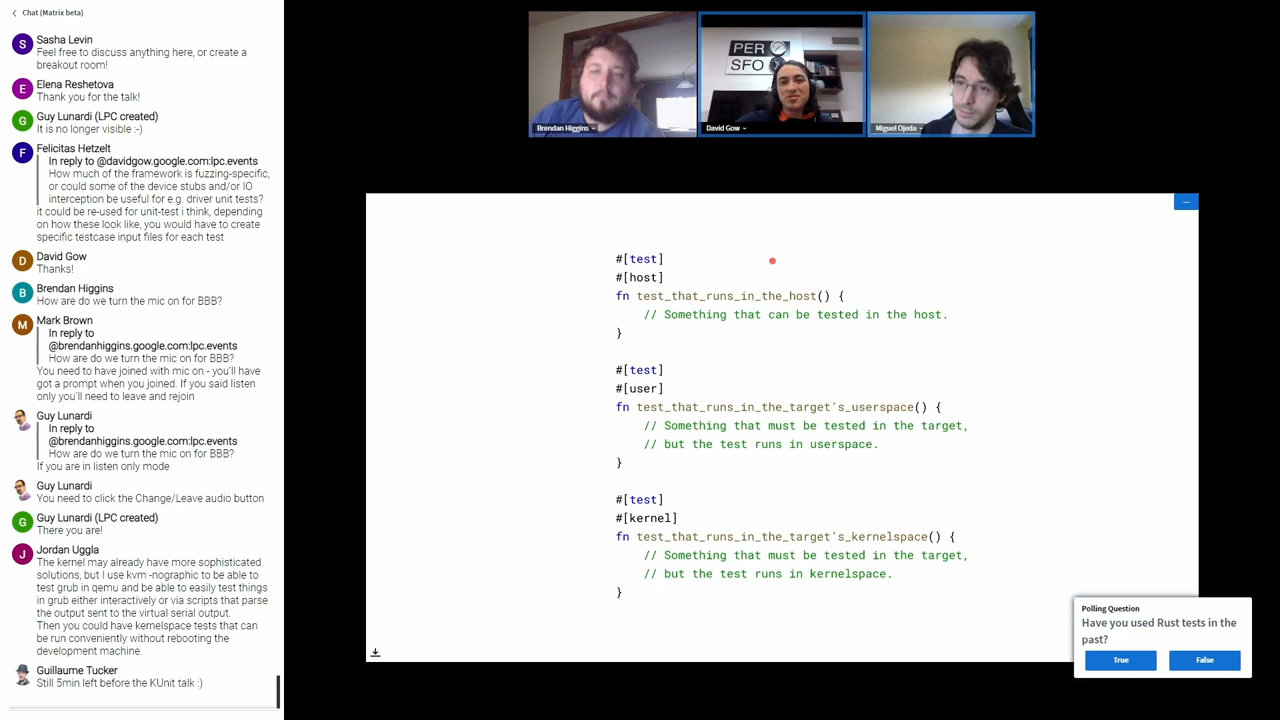 Chat (Matrix beta)
Sasha Levin
Feel free to discuss anything here, or create a
breakout room!
Elena Reshetova
Thank you for the talk!
Guy Lunardi (LPC created)
It is no longer visible :-)
Felicitas Hetzelt
In reply to @davidgow.google.com:lpc.events
How much of the framework is fuzzing-specific,
or could some of the device stubs and/or IO
interception be useful for e.g. driver unit tests?
it could be re-used for unit-test i think, depending
on how these look like, you would have to create
specific testcase input files for each test
David Gow
Thanks!
Brendan Higgins
How are do we turn the mic on for BBB?
Mark Brown
In reply to
@brendanhiggins.google.com:lpc.events
How are do we turn the mic on for BBB?
You need to have joined with mic on - you'll have
got a prompt when you joined. If you said listen
only you'll need to leave and rejoin
Guy Lunardi
In reply to
@brendanhiggins.google.com:lpc.events
How are do we turn the mic on for BBB?
If you are in listen only mode
Guy Lunardi
You need to click the Change/Leave audio button
Guy Lunardi (LPC created)
There you are!
Jordan Uggla
The kernel may already have more sophisticated
solutions, but I use kvm -nographic to be able to
test grub in qemu and be able to easily test things
in grub either interactively or via scripts that parse
the output sent to the virtual serial output.
Then you could have kernelspace tests that can
be run conveniently without rebooting the
development machine.
Guillaume Tucker
Still 5min left before the KUnit talk :)
S
E
G
F
D
B
M
G
J
PER
SFO
Brendan Higgins
David Gow
Miguel Ojeda
#[test]
#[host]
fn test_that_runs_in_the_host() {
// Something that can be tested in the host.
}
#[test]
#[user]
fn test_that_runs_in_the_target's_userspace() {
// Something that must be tested in the target,
// but the test runs in userspace.
}
#[test]
#[kernel]
fn test_that_runs_in_the_target's_kernelspace() {
// Something that must be tested in the target,
// but the test runs in kernelspace.
}
Polling Question
Have you used Rust tests in the
past?
True
False